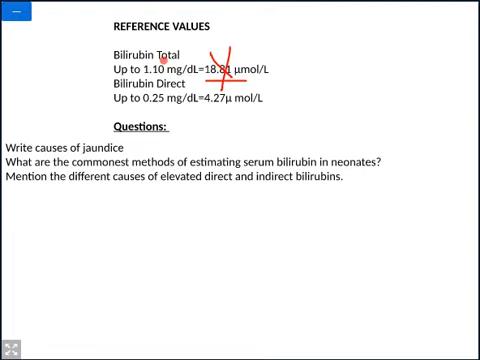 REFERENCE VALUES
Bilirubin Total
Up to 1.10 mg/dL=18.81 µmol/L
Bilirubin Direct
Up to 0.25 mg/dL=4.27µ mol/L
Questions:
Write causes of jaundice
What are the commonest methods of estimating serum bilirubin in neonates?
Mention the different causes of elevated direct and indirect bilirubins.